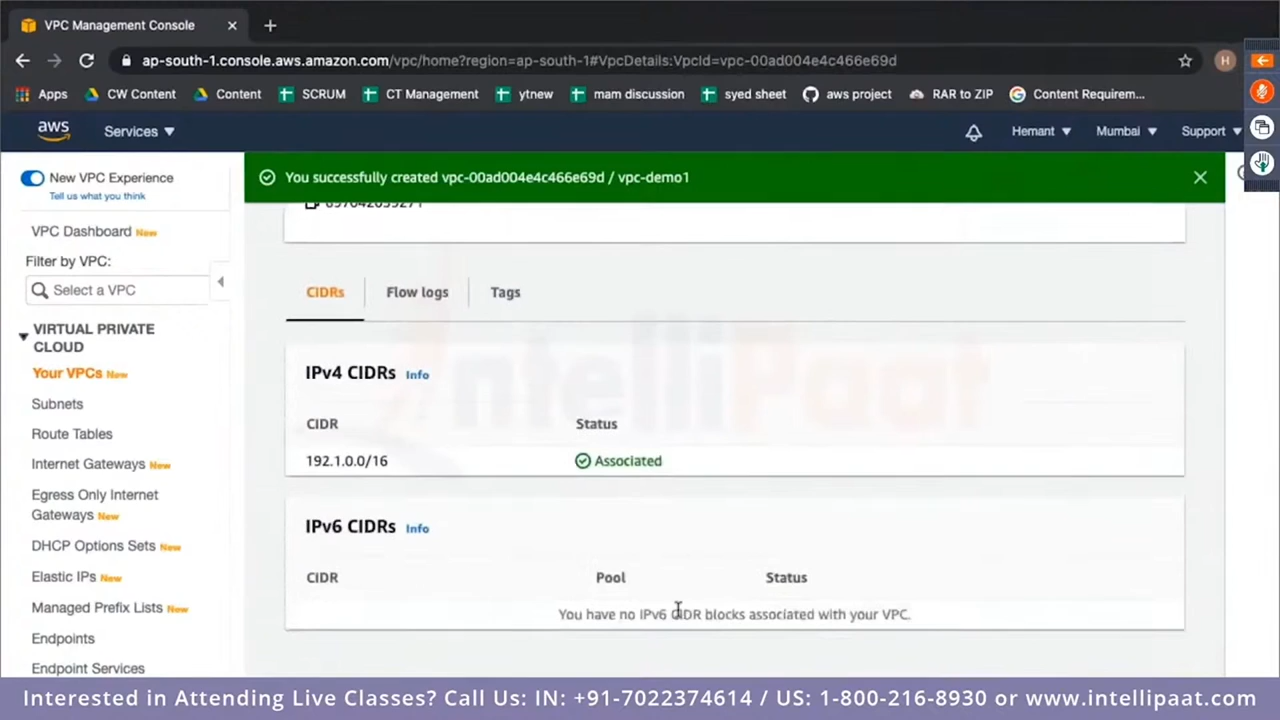 VPC Management Console
ap-south-1.console.aws.amazon.com/vpc/home?region=ap-south-1#VpcDetails:VpcId=vpc-00ad004e4c466e69d
H
Apps CW Content Content SCRUM CT Management ytnew mam discussion syed sheet aws project RAR to ZIP Content Requirem...
aws Services Hemant Mumbai Support
New VPC Experience
Tell us what you think
You successfully created vpc-00ad004e4c466e69d / vpc-demo1
VPC Dashboard New
Filter by VPC:
Select a VPC
VIRTUAL PRIVATE
CLOUD
Your VPCs New
Subnets
Route Tables
Internet Gateways New
Egress Only Internet
Gateways New
DHCP Options Sets New
Elastic IPs New
Managed Prefix Lists New
Endpoints
Endpoint Services
CIDRs Flow logs Tags
IntelliPaat
IPv4 CIDRs Info
CIDR Status
192.1.0.0/16 Associated
IPv6 CIDRs Info
CIDR Pool Status
You have no IPv6 CIDR blocks associated with your VPC.
Interested in Attending Live Classes? Call Us: IN: +91-7022374614 / US: 1-800-216-8930 or www.intellipaat.com